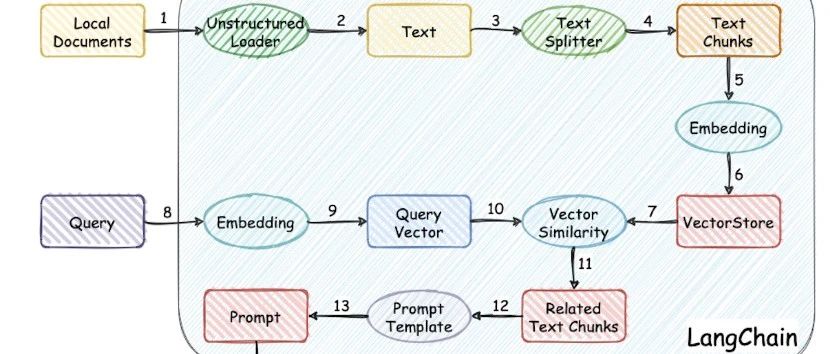 Local
Documents
1
Unstructured
Loader
2
Text
3
Text
Splitter
4
Text
Chunks
5
Embedding
6
Query
8
Embedding
9
Query
Vector
10
Vector
Similarity
7
VectorStore
11
Prompt
13
Prompt
Template
12
Related
Text Chunks
LangChain